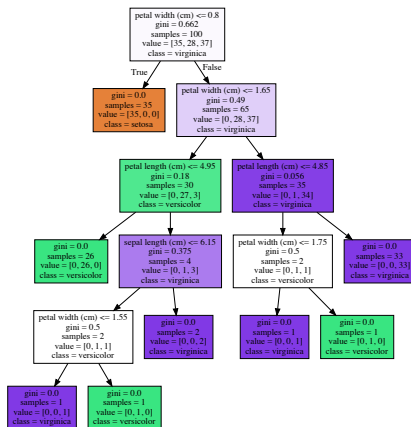 petal width (cm) <= 0.8
gini = 0.662
samples = 100
value = [35, 28, 37]
class = virginica
True
False
gini = 0.0
samples = 35
value = [35, 0, 0]
class = setosa
petal width (cm) <= 1.65
gini = 0.49
samples = 65
value = [0, 28, 37]
class = virginica
petal length (cm) <= 4.95
gini = 0.18
samples = 30
value = [0, 27, 3]
class = versicolor
petal length (cm) <= 4.85
gini = 0.056
samples = 35
value = [0, 1, 34]
class = virginica
gini = 0.0
samples = 26
value = [0, 26, 0]
class = versicolor
sepal length (cm) <= 6.15
gini = 0.375
samples = 4
value = [0, 1, 3]
class = virginica
petal width (cm) <= 1.75
gini = 0.5
samples = 2
value = [0, 1, 1]
class = versicolor
gini = 0.0
samples = 33
value = [0, 0, 33]
class = virginica
petal width (cm) <= 1.55
gini = 0.5
samples = 2
value = [0, 1, 1]
class = versicolor
gini = 0.0
samples = 2
value = [0, 0, 2]
class = virginica
gini = 0.0
samples = 1
value = [0, 0, 1]
class = virginica
gini = 0.0
samples = 1
value = [0, 1, 0]
class = versicolor
gini = 0.0
samples = 1
value = [0, 0, 1]
class = virginica
gini = 0.0
samples = 1
value = [0, 1, 0]
class = versicolor